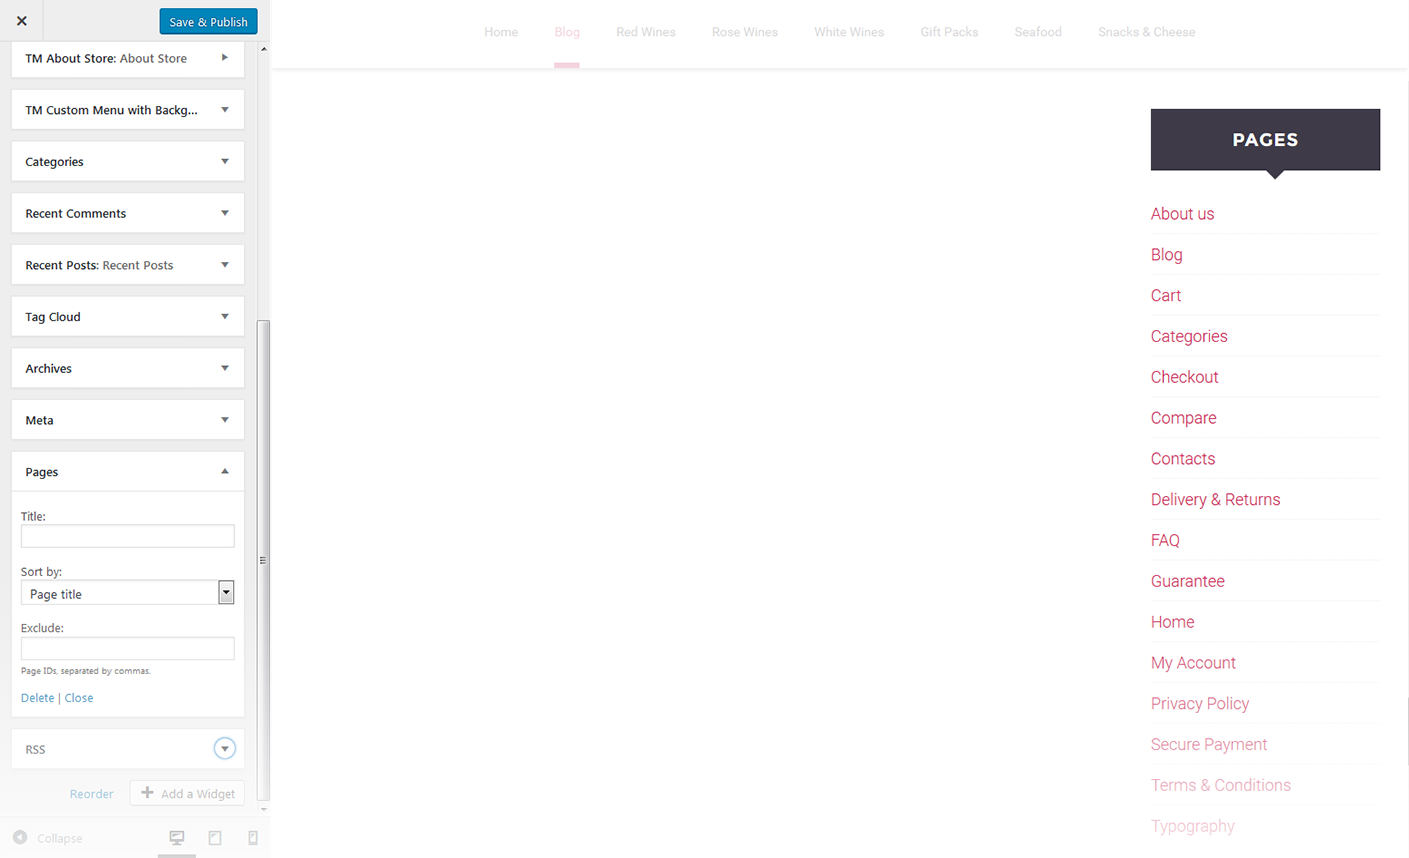 Save & Publish
Home Blog Red Wines Rose Wines White Wines Gift Packs Seafood Snacks & Cheese
TM About Store: About Store
TM Custom Menu with Backg...
Categories
Recent Comments
Recent Posts: Recent Posts
Tag Cloud
Archives
Meta
Pages
Title:
Sort by:
Page title
Exclude:
Page IDs, separated by commas.
Delete | Close
RSS
Reorder
Add a Widget
Collapse
PAGES
About us
Blog
Cart
Categories
Checkout
Compare
Contacts
Delivery & Returns
FAQ
Guarantee
Home
My Account
Privacy Policy
Secure Payment
Terms & Conditions
Typography